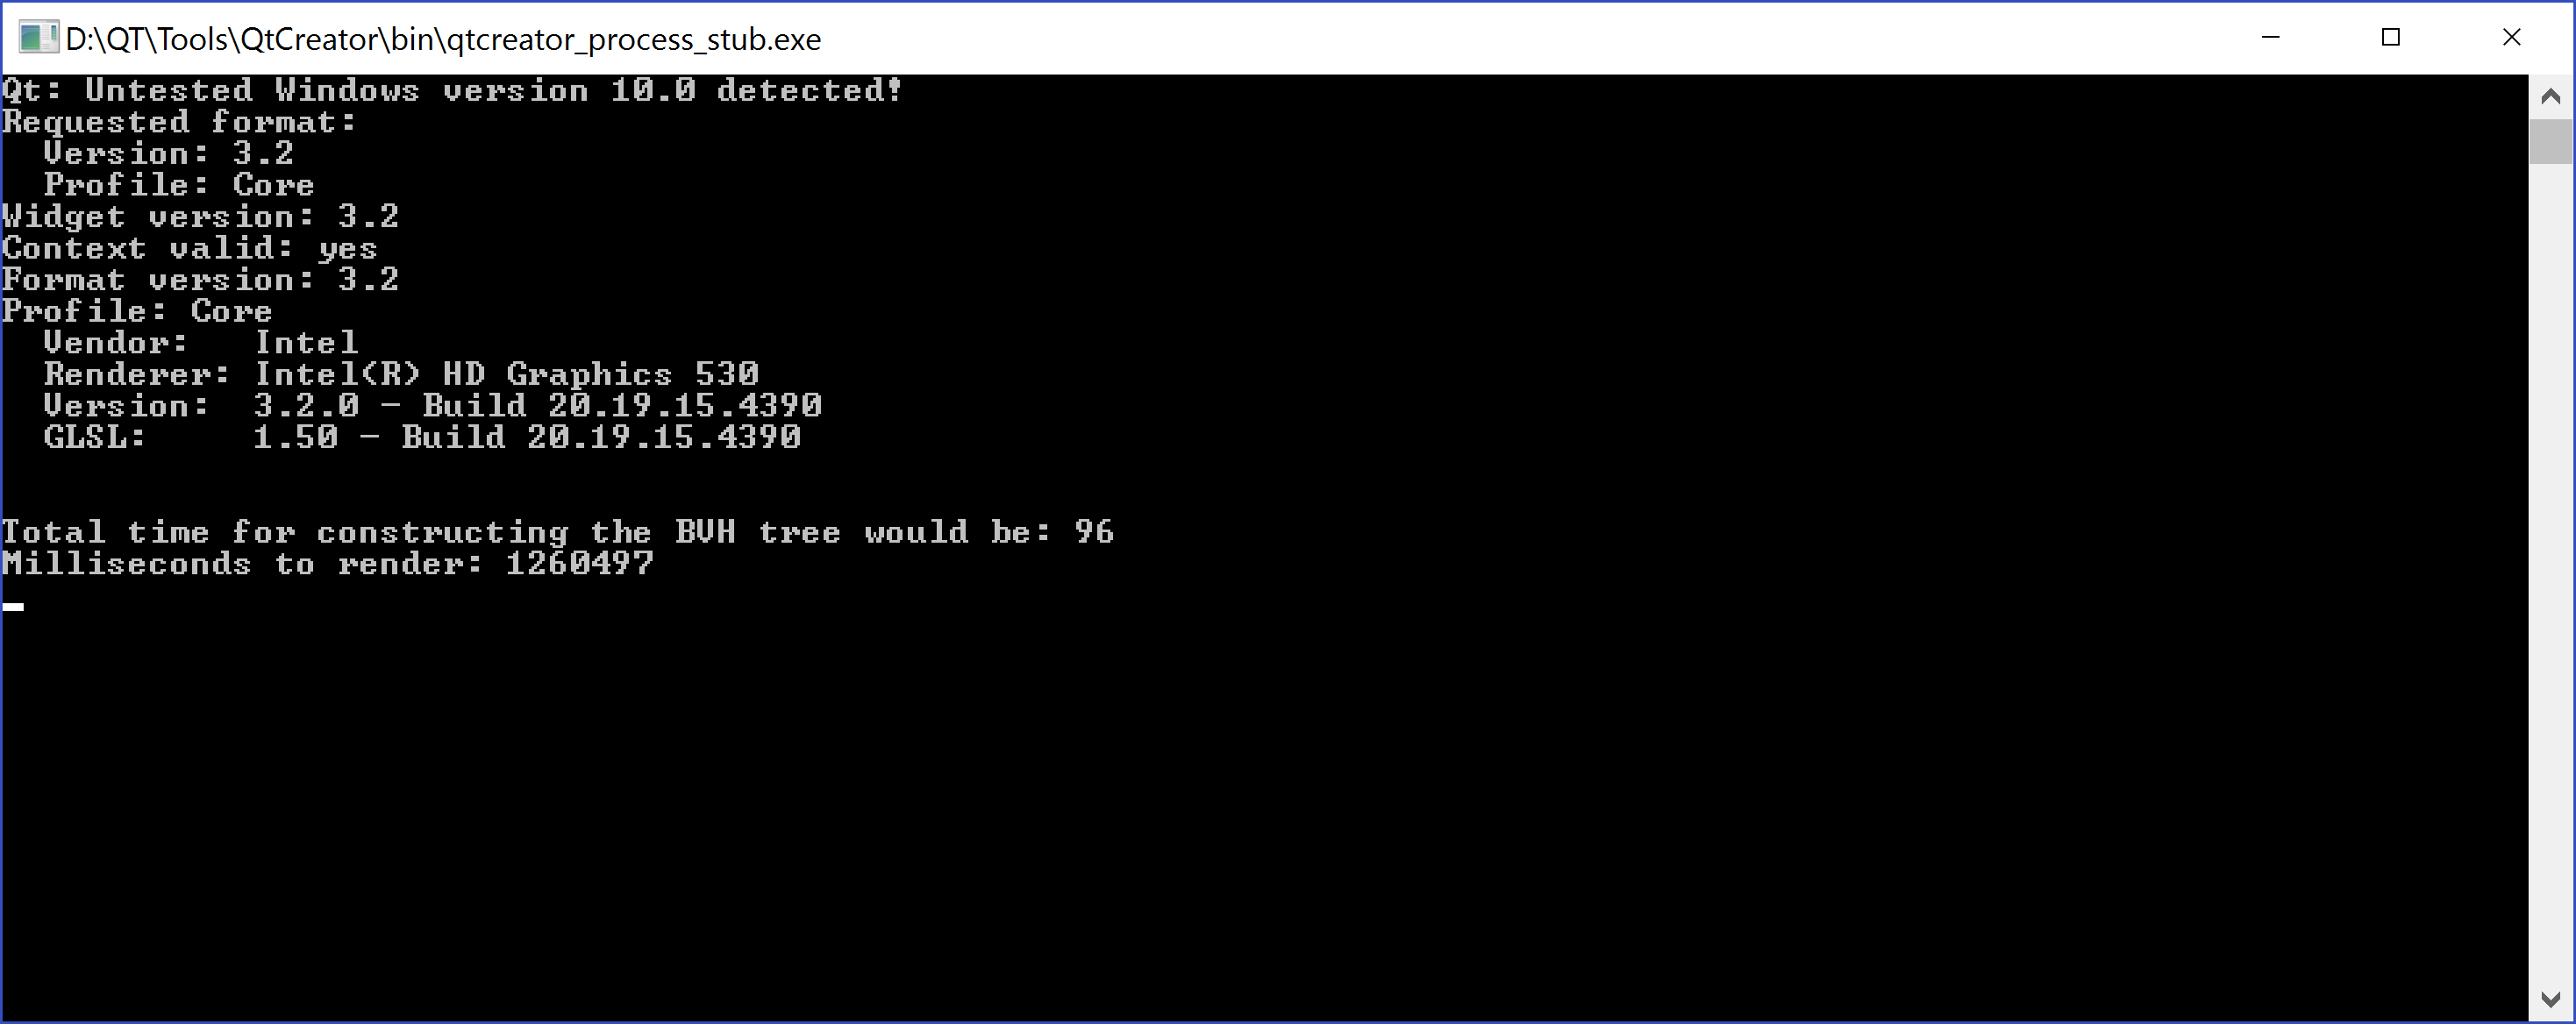 D:\QT\Tools\QtCreator\bin\qtcreator_process_stub.exe
Qt: Untested Windows version 10.0 detected!
Requested format:
  Version: 3.2
  Profile: Core
Widget version: 3.2
Context valid: yes
Format version: 3.2
Profile: Core
  Vendor:   Intel
  Renderer: Intel(R) HD Graphics 530
  Version:  3.2.0 - Build 20.19.15.4390
  GLSL:     1.50 - Build 20.19.15.4390
Total time for constructing the BVH tree would be: 96
Milliseconds to render: 1260497